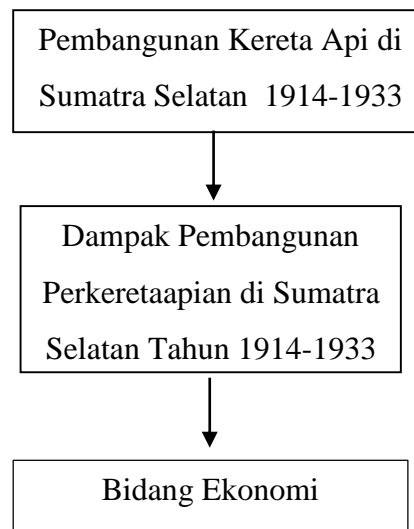 Pembangunan Kereta Api di
Sumatra Selatan 1914-1933
Dampak Pembangunan
Perkeretaapian di Sumatra
Selatan Tahun 1914-1933
Bidang Ekonomi